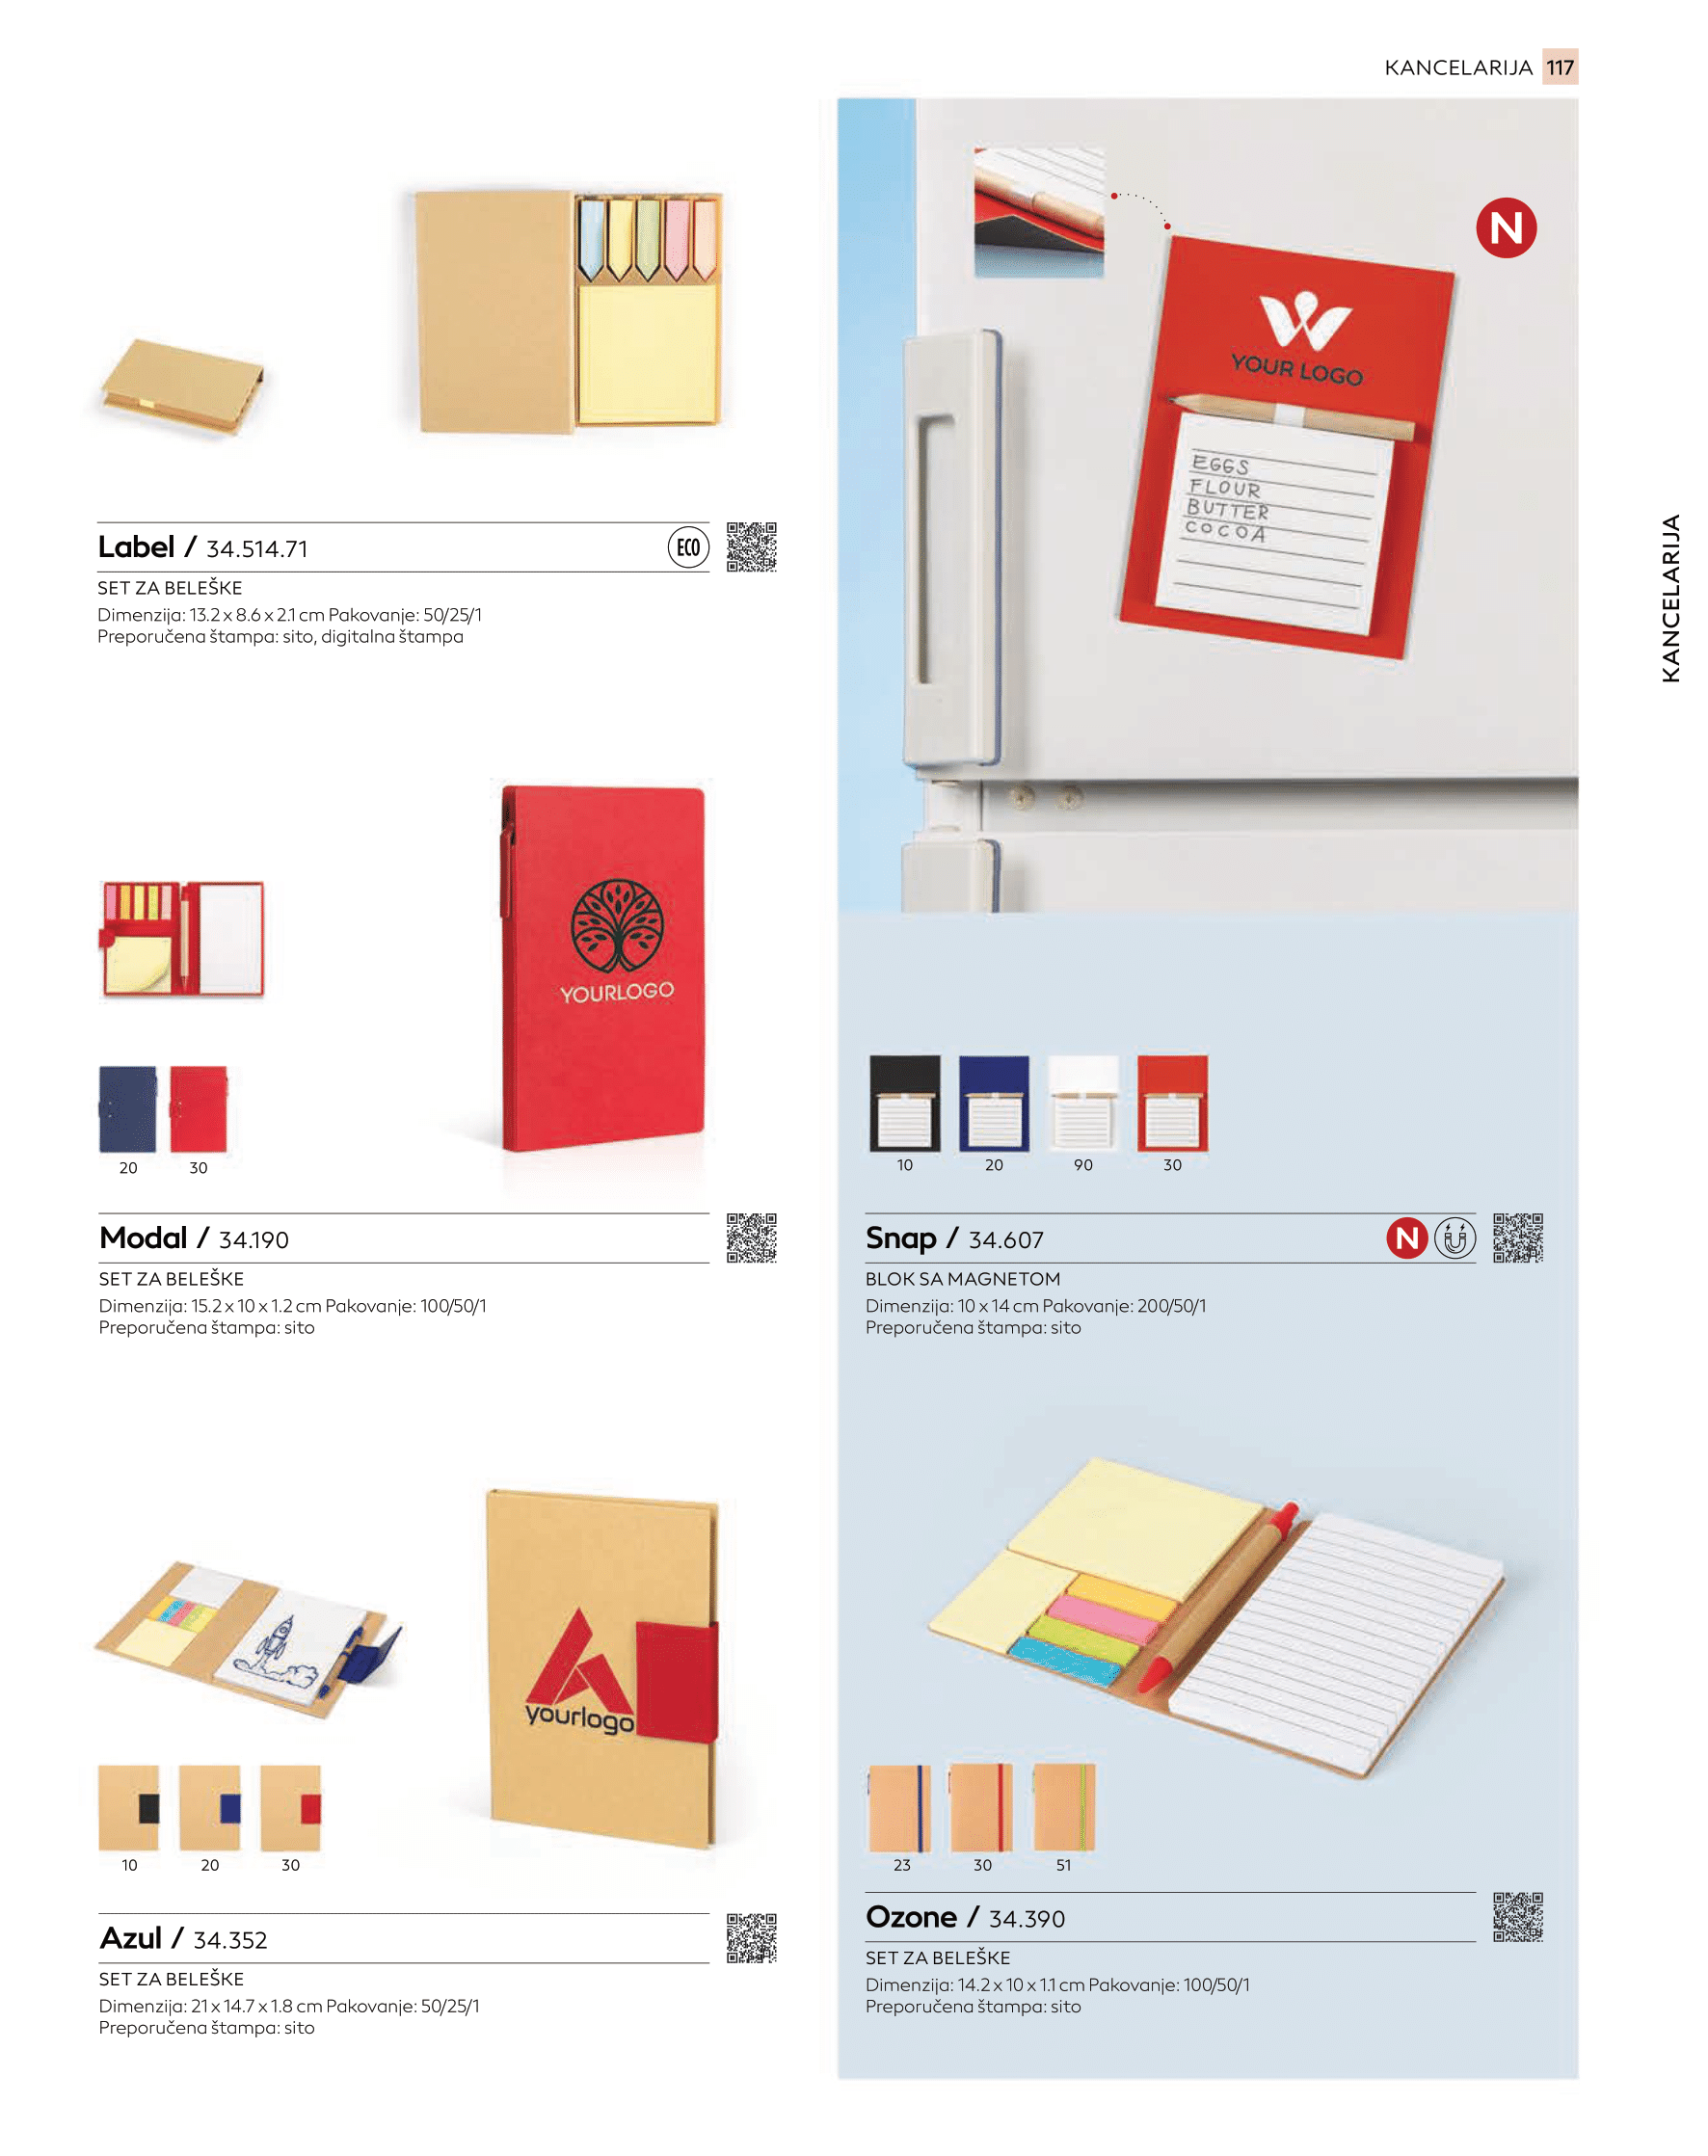 KANCELARIJA 117
KANCELARIJA
Label / 34.514.71
ECO
SET ZA BELEŠKE
Dimenzija: 13.2 x 8.6 x 2.1 cm Pakovanje: 50/25/1
Preporučena štampa: sito, digitalna štampa
N
YOUR LOGO
EGGS
FLOUR
BUTTER
COCOA
YOURLOGO
20 30
Modal / 34.190
SET ZA BELEŠKE
Dimenzija: 15.2 x 10 x 1.2 cm Pakovanje: 100/50/1
Preporučena štampa: sito
10 20 90 30
Snap / 34.607
N
BLOK SA MAGNETOM
Dimenzija: 10 x 14 cm Pakovanje: 200/50/1
Preporučena štampa: sito
yourlogo
10 20 30
Azul / 34.352
SET ZA BELEŠKE
Dimenzija: 21 x 14.7 x 1.8 cm Pakovanje: 50/25/1
Preporučena štampa: sito
23 30 51
Ozone / 34.390
SET ZA BELEŠKE
Dimenzija: 14.2 x 10 x 1.1 cm Pakovanje: 100/50/1
Preporučena štampa: sito